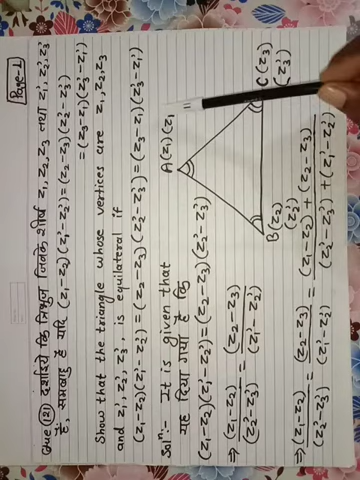 Page-1
Que (121) दर्शाइये कि त्रिभुज जिनके शीर्ष z₁, z₂, z₃ तथा z₁', z₂', z₃'
हैं, समबाहु हैं यदि (z₁-z₂)(z₁'-z₂') = (z₂-z₃)(z₂'-z₃')
= (z₃-z₁)(z₃'-z₁')
Show that the triangle whose vertices are z₁, z₂, z₃
and z₁', z₂', z₃', is equilateral if
(z₁-z₂)(z₁'-z₂') = (z₂-z₃)(z₂'-z₃') = (z₃-z₁)(z₃'-z₁')
Solⁿ:- It is given that
यह दिया गया है कि
(z₁-z₂)(z₁'-z₂') = (z₂-z₃)(z₂'-z₃')
⇒ (z₁-z₂)/(z₂'-z₃') = (z₂-z₃)/(z₁'-z₂')
⇒ (z₁-z₂)/(z₂'-z₃') = (z₂-z₃)/(z₁'-z₂') = (z₁-z₂)+(z₂-z₃)/(z₂'-z₃')+(z₁'-z₂')
A(z₁)(z₁
B(z₂)
(z₂')
C(z₃)
(z₃')